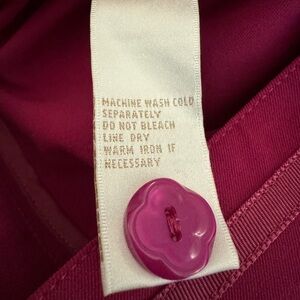 MACHINE WASH COLD
SEPARATELY
DO NOT BLEACH
LINE DRY
WARM IRON IF
NECESSARY